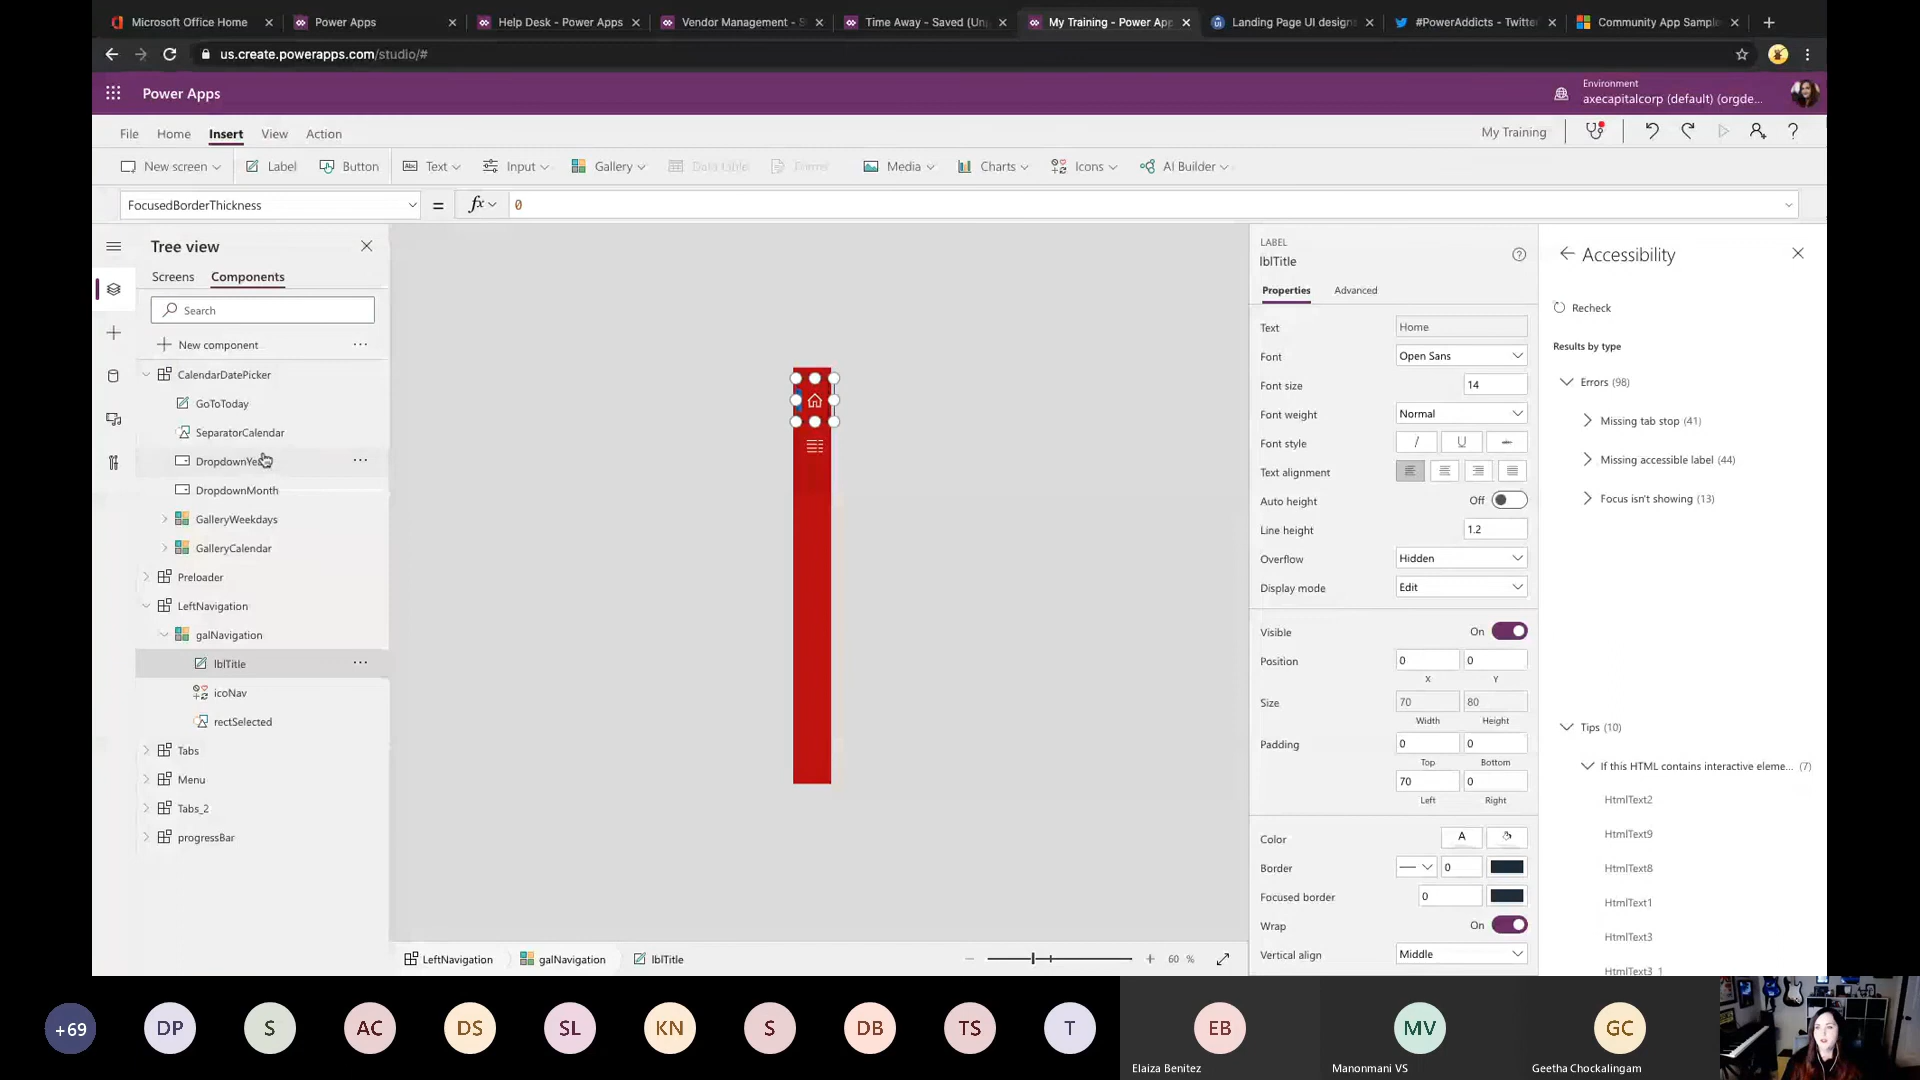 Microsoft Office Home
Power Apps
Help Desk - Power Apps
Vendor Management - S
Time Away - Saved (Un
My Training - Power App
Landing Page UI design
#PowerAddicts - Twitter
Community App Sampl
us.create.powerapps.com/studio/#
Power Apps
Environment
axecapitalcorp (default) (orgde...
File
Home
Insert
View
Action
My Training
New screen
Label
Button
Text
Input
Gallery
Data table
Forms
Media
Charts
Icons
AI Builder
FocusedBorderThickness
=
fx
0
Tree view
Screens
Components
Search
New component
CalendarDatePicker
GoToToday
SeparatorCalendar
DropdownYe
DropdownMonth
GalleryWeekdays
GalleryCalendar
Preloader
LeftNavigation
galNavigation
lblTitle
icoNav
rectSelected
Tabs
Menu
Tabs_2
progressBar
LeftNavigation
galNavigation
lblTitle
60 %
LABEL
lblTitle
Properties
Advanced
Text
Home
Font
Open Sans
Font size
14
Font weight
Normal
Font style
/
U
Text alignment
Auto height
Off
Line height
1.2
Overflow
Hidden
Display mode
Edit
Visible
On
Position
0
0
X
Y
Size
70
80
Width
Height
Padding
0
0
Top
Bottom
70
0
Left
Right
Color
A
Border
0
Focused border
0
Wrap
On
Vertical align
Middle
Accessibility
Recheck
Results by type
Errors (98)
Missing tab stop (41)
Missing accessible label (44)
Focus isn't showing (13)
Tips (10)
If this HTML contains interactive eleme... (7)
HtmlText2
HtmlText9
HtmlText8
HtmlText1
HtmlText3
HtmlText3_1
+69
DP
S
AC
DS
SL
KN
S
DB
TS
T
EB
Elaiza Benitez
MV
Manonmani VS
GC
Geetha Chockalingam